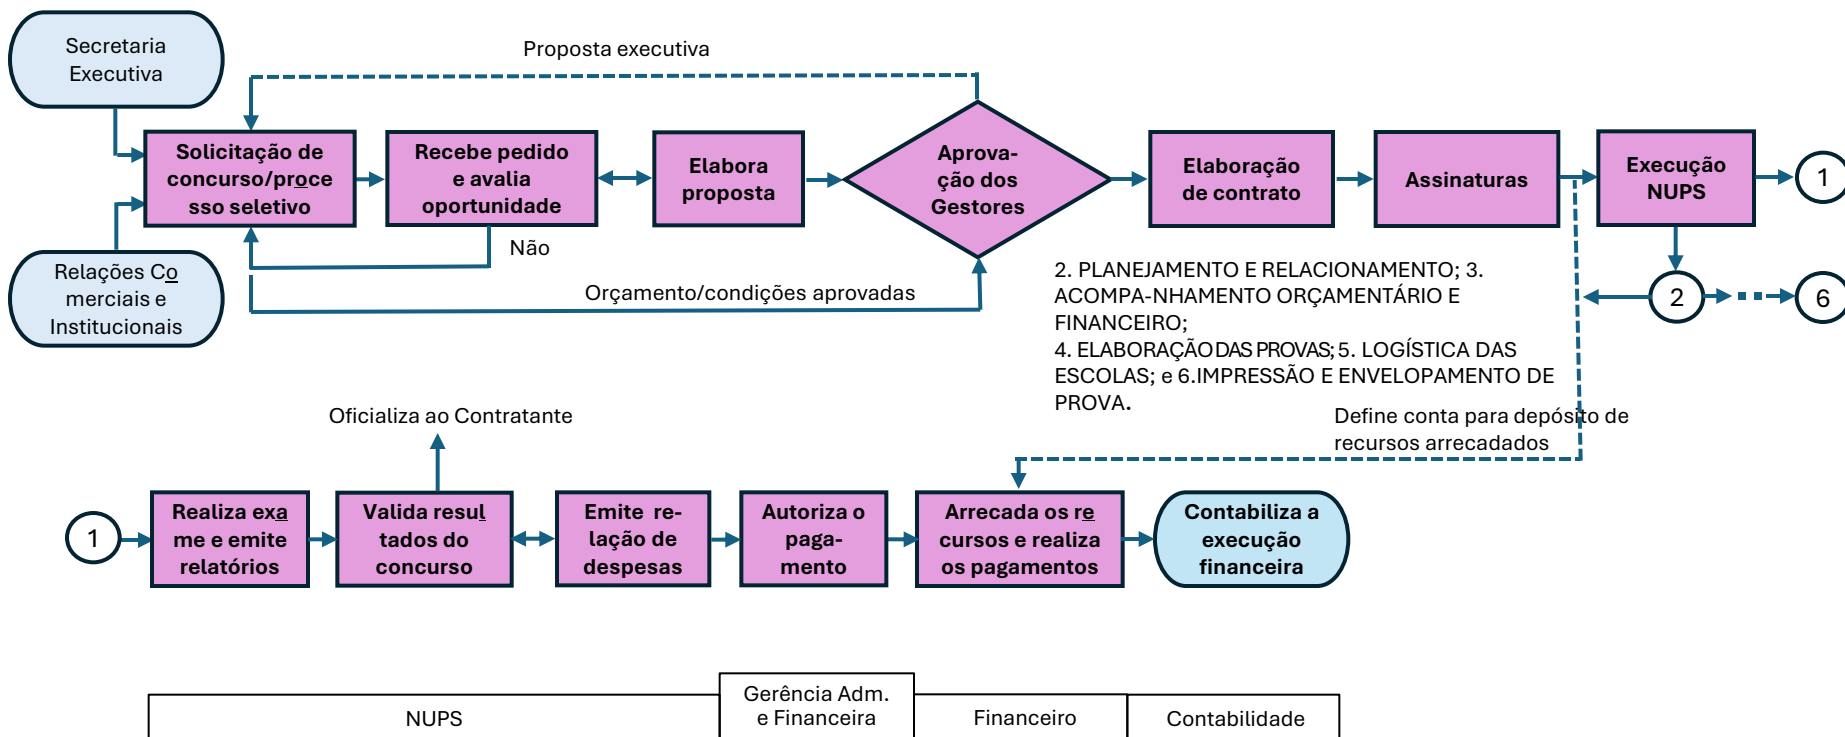 Secretaria
Executiva
Proposta executiva
Solicitação de
concurso/proce
sso seletivo
Recebe pedido
e avalia
oportunidade
Elabora
proposta
Aprova-
ção dos
Gestores
Elaboração
de contrato
Assinaturas
Execução
NUPS
1
Não
Relações Co
merciais e
Institucionais
Orçamento/condições aprovadas
2. PLANEJAMENTO E RELACIONAMENTO; 3.
ACOMPA-NHAMENTO ORÇAMENTÁRIO E
FINANCEIRO;
4. ELABORAÇÃO DAS PROVAS; 5. LOGÍSTICA DAS
ESCOLAS; e 6.IMPRESSÃO E ENVELOPAMENTO DE
PROVA.
2
6
Define conta para depósito de
recursos arrecadados
Oficializa ao Contratante
1
Realiza exa
me e emite
relatórios
Valida resul
tados do
concurso
Emite re-
lação de
despesas
Autoriza o
paga-
mento
Arrecada os re
cursos e realiza
os pagamentos
Contabiliza a
execução
financeira
NUPS
Gerência Adm.
e Financeira
Financeiro
Contabilidade